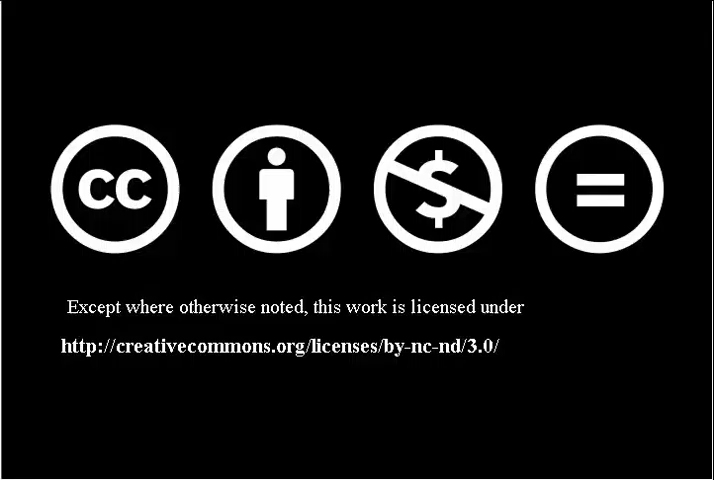 cc
$
=
Except where otherwise noted, this work is licensed under
http://creativecommons.org/licenses/by-nc-nd/3.0/